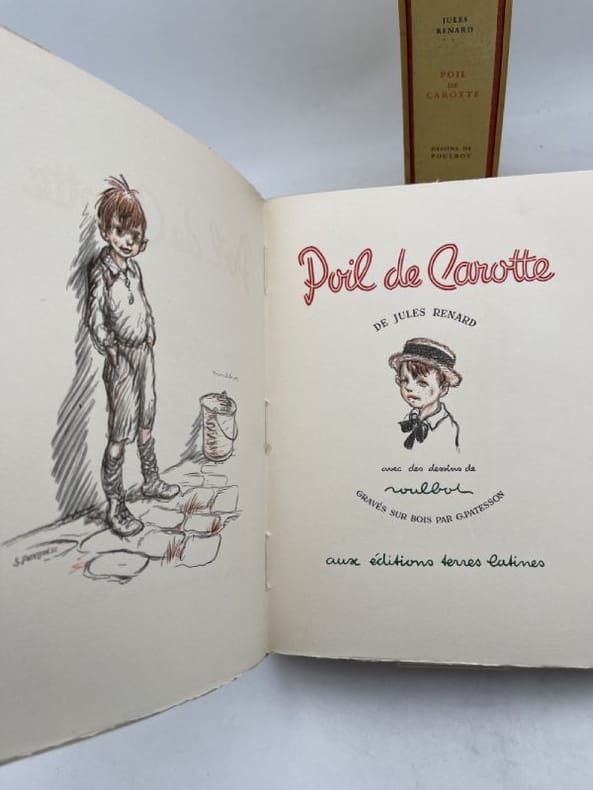 JULES
RENARD
POIL
DE
CAROTTE
DESSINS DE
POULBOT
Poil de Carotte
DE JULES RENARD
avec des dessins de
Poulbot
GRAVÉS SUR BOIS PAR G.PATESSON
aux éditions terres latines